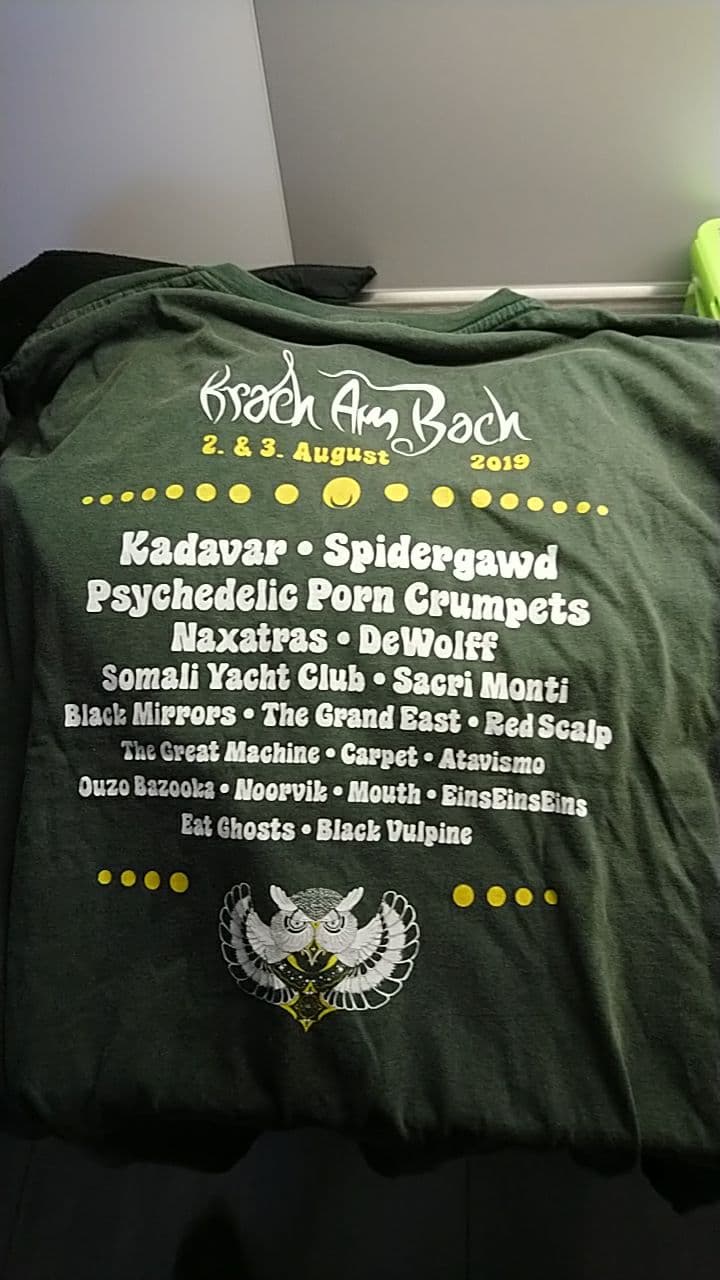 Krach Am Bach
2. & 3. August 2019
Kadavar • Spidergawd
Psychedelic Porn Crumpets
Naxatras • DeWolff
Somali Yacht Club • Sacri Monti
Black Mirrors • The Grand East • Red Scalp
The Great Machine • Carpet • Atavismo
Ouzo Bazooka • Noorvik • Mouth • EinsEinsEins
Eat Ghosts • Black Vulpine